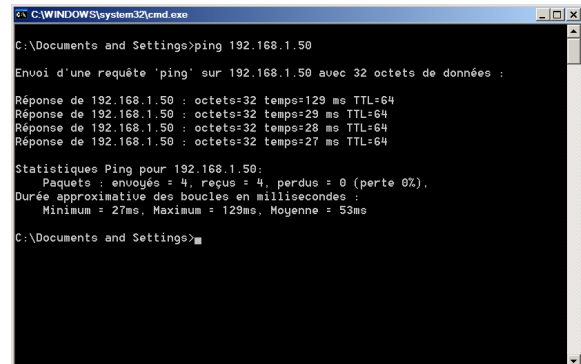 C:\WINDOWS\system32\cmd.exe
C:\Documents and Settings>ping 192.168.1.50
Envoi d'une requête 'ping' sur 192.168.1.50 avec 32 octets de données :
Réponse de 192.168.1.50 : octets=32 temps=129 ms TTL=64
Réponse de 192.168.1.50 : octets=32 temps=29 ms TTL=64
Réponse de 192.168.1.50 : octets=32 temps=28 ms TTL=64
Réponse de 192.168.1.50 : octets=32 temps=27 ms TTL=64
Statistiques Ping pour 192.168.1.50:
Paquets : envoyés = 4, reçus = 4, perdus = 0 (perte 0%),
Durée approximative des boucles en millisecondes :
Minimum = 27ms, Maximum = 129ms, Moyenne = 53ms
C:\Documents and Settings>